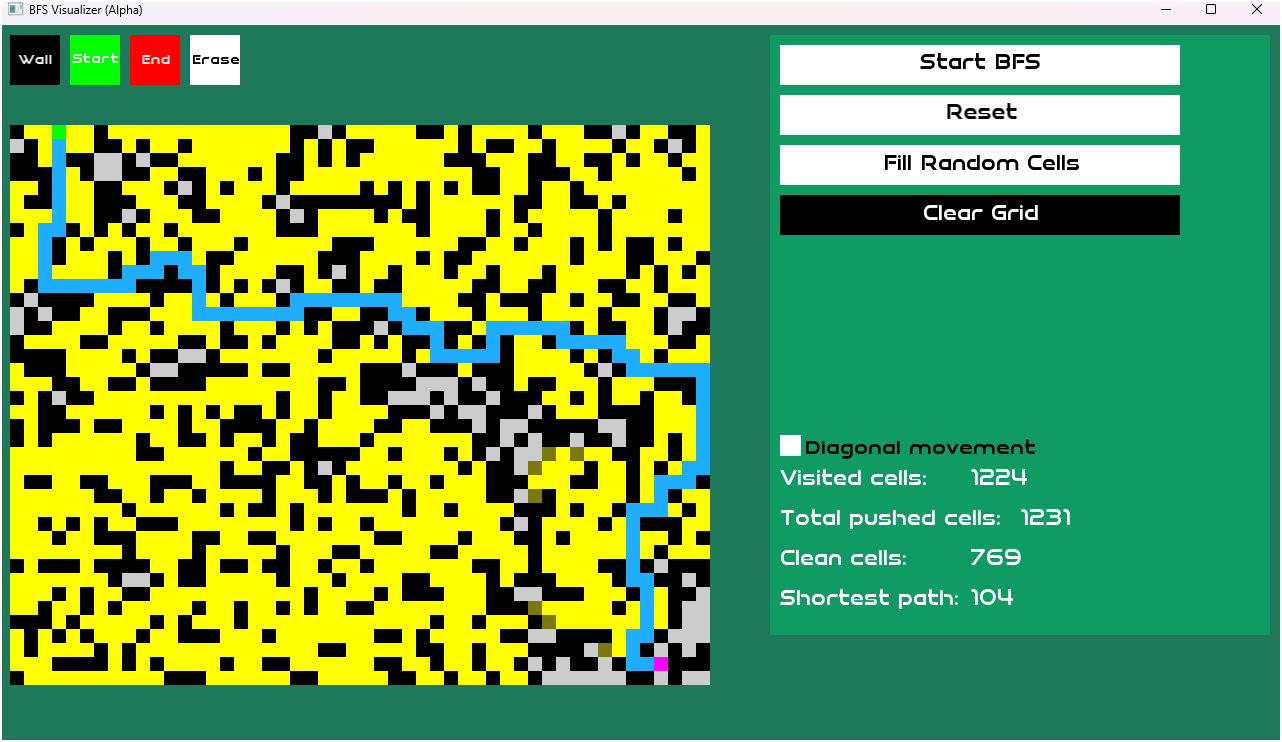 BFS Visualizer (Alpha)
Wall Start End Erase
Start BFS
Reset
Fill Random Cells
Clear Grid
Diagonal movement
Visited cells: 1224
Total pushed cells: 1231
Clean cells: 769
Shortest path: 104